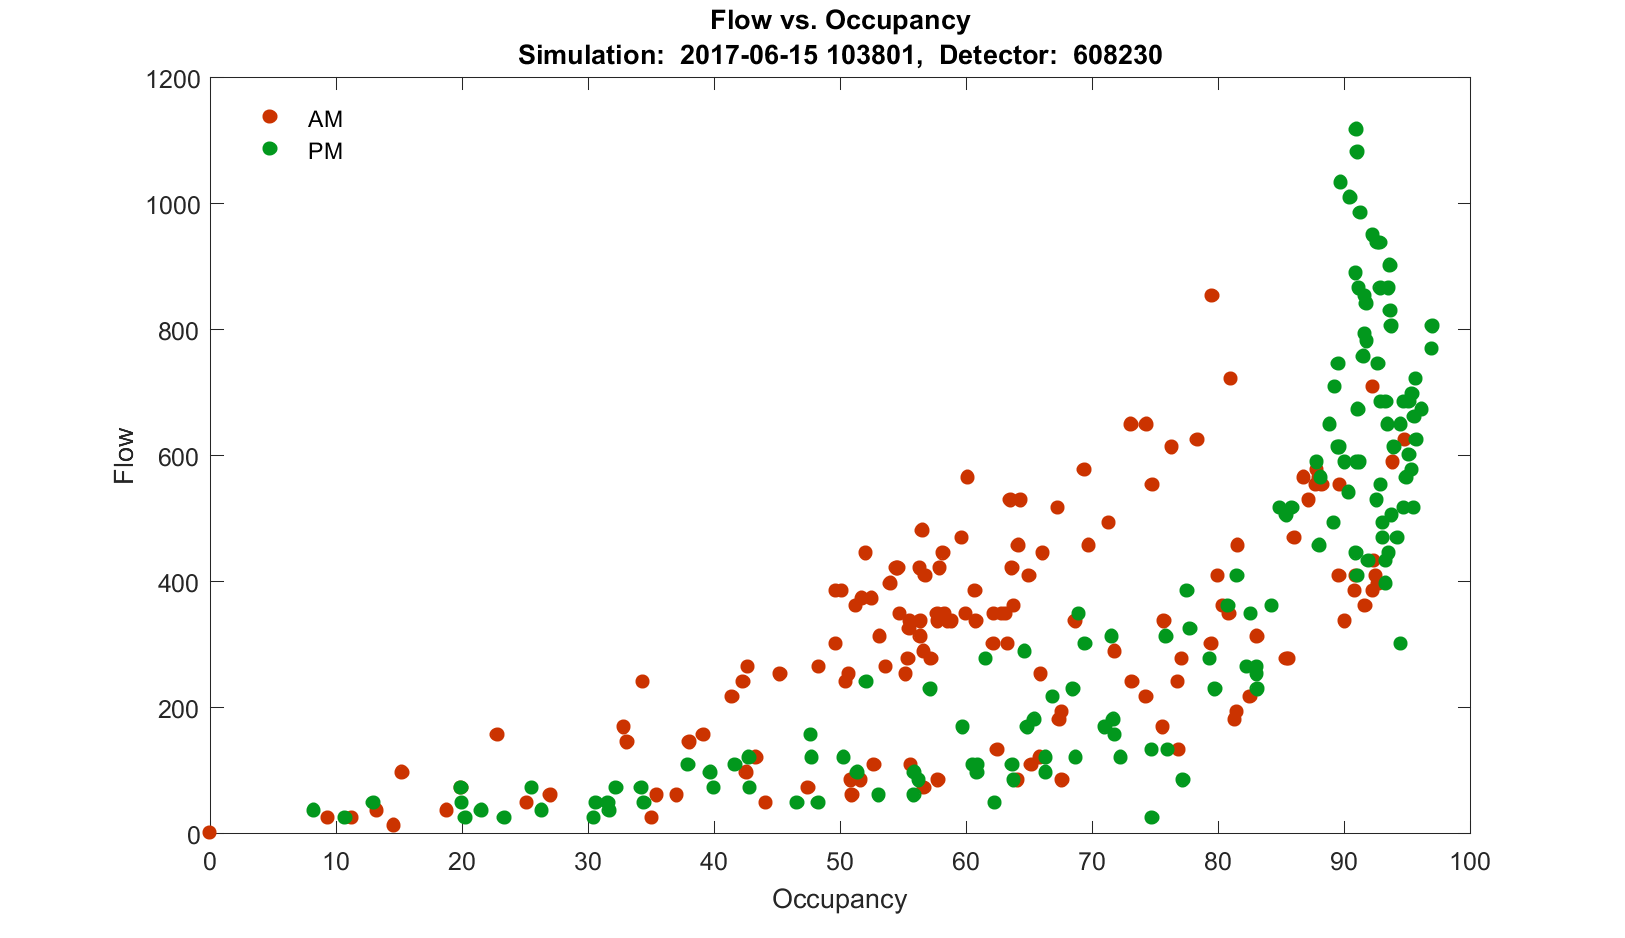 Flow vs. Occupancy
Simulation:  2017-06-15 103801,  Detector:  608230
1200
AM
PM
1000
800
600
Flow
400
200
0
0 10 20 30 40 50 60 70 80 90 100
Occupancy